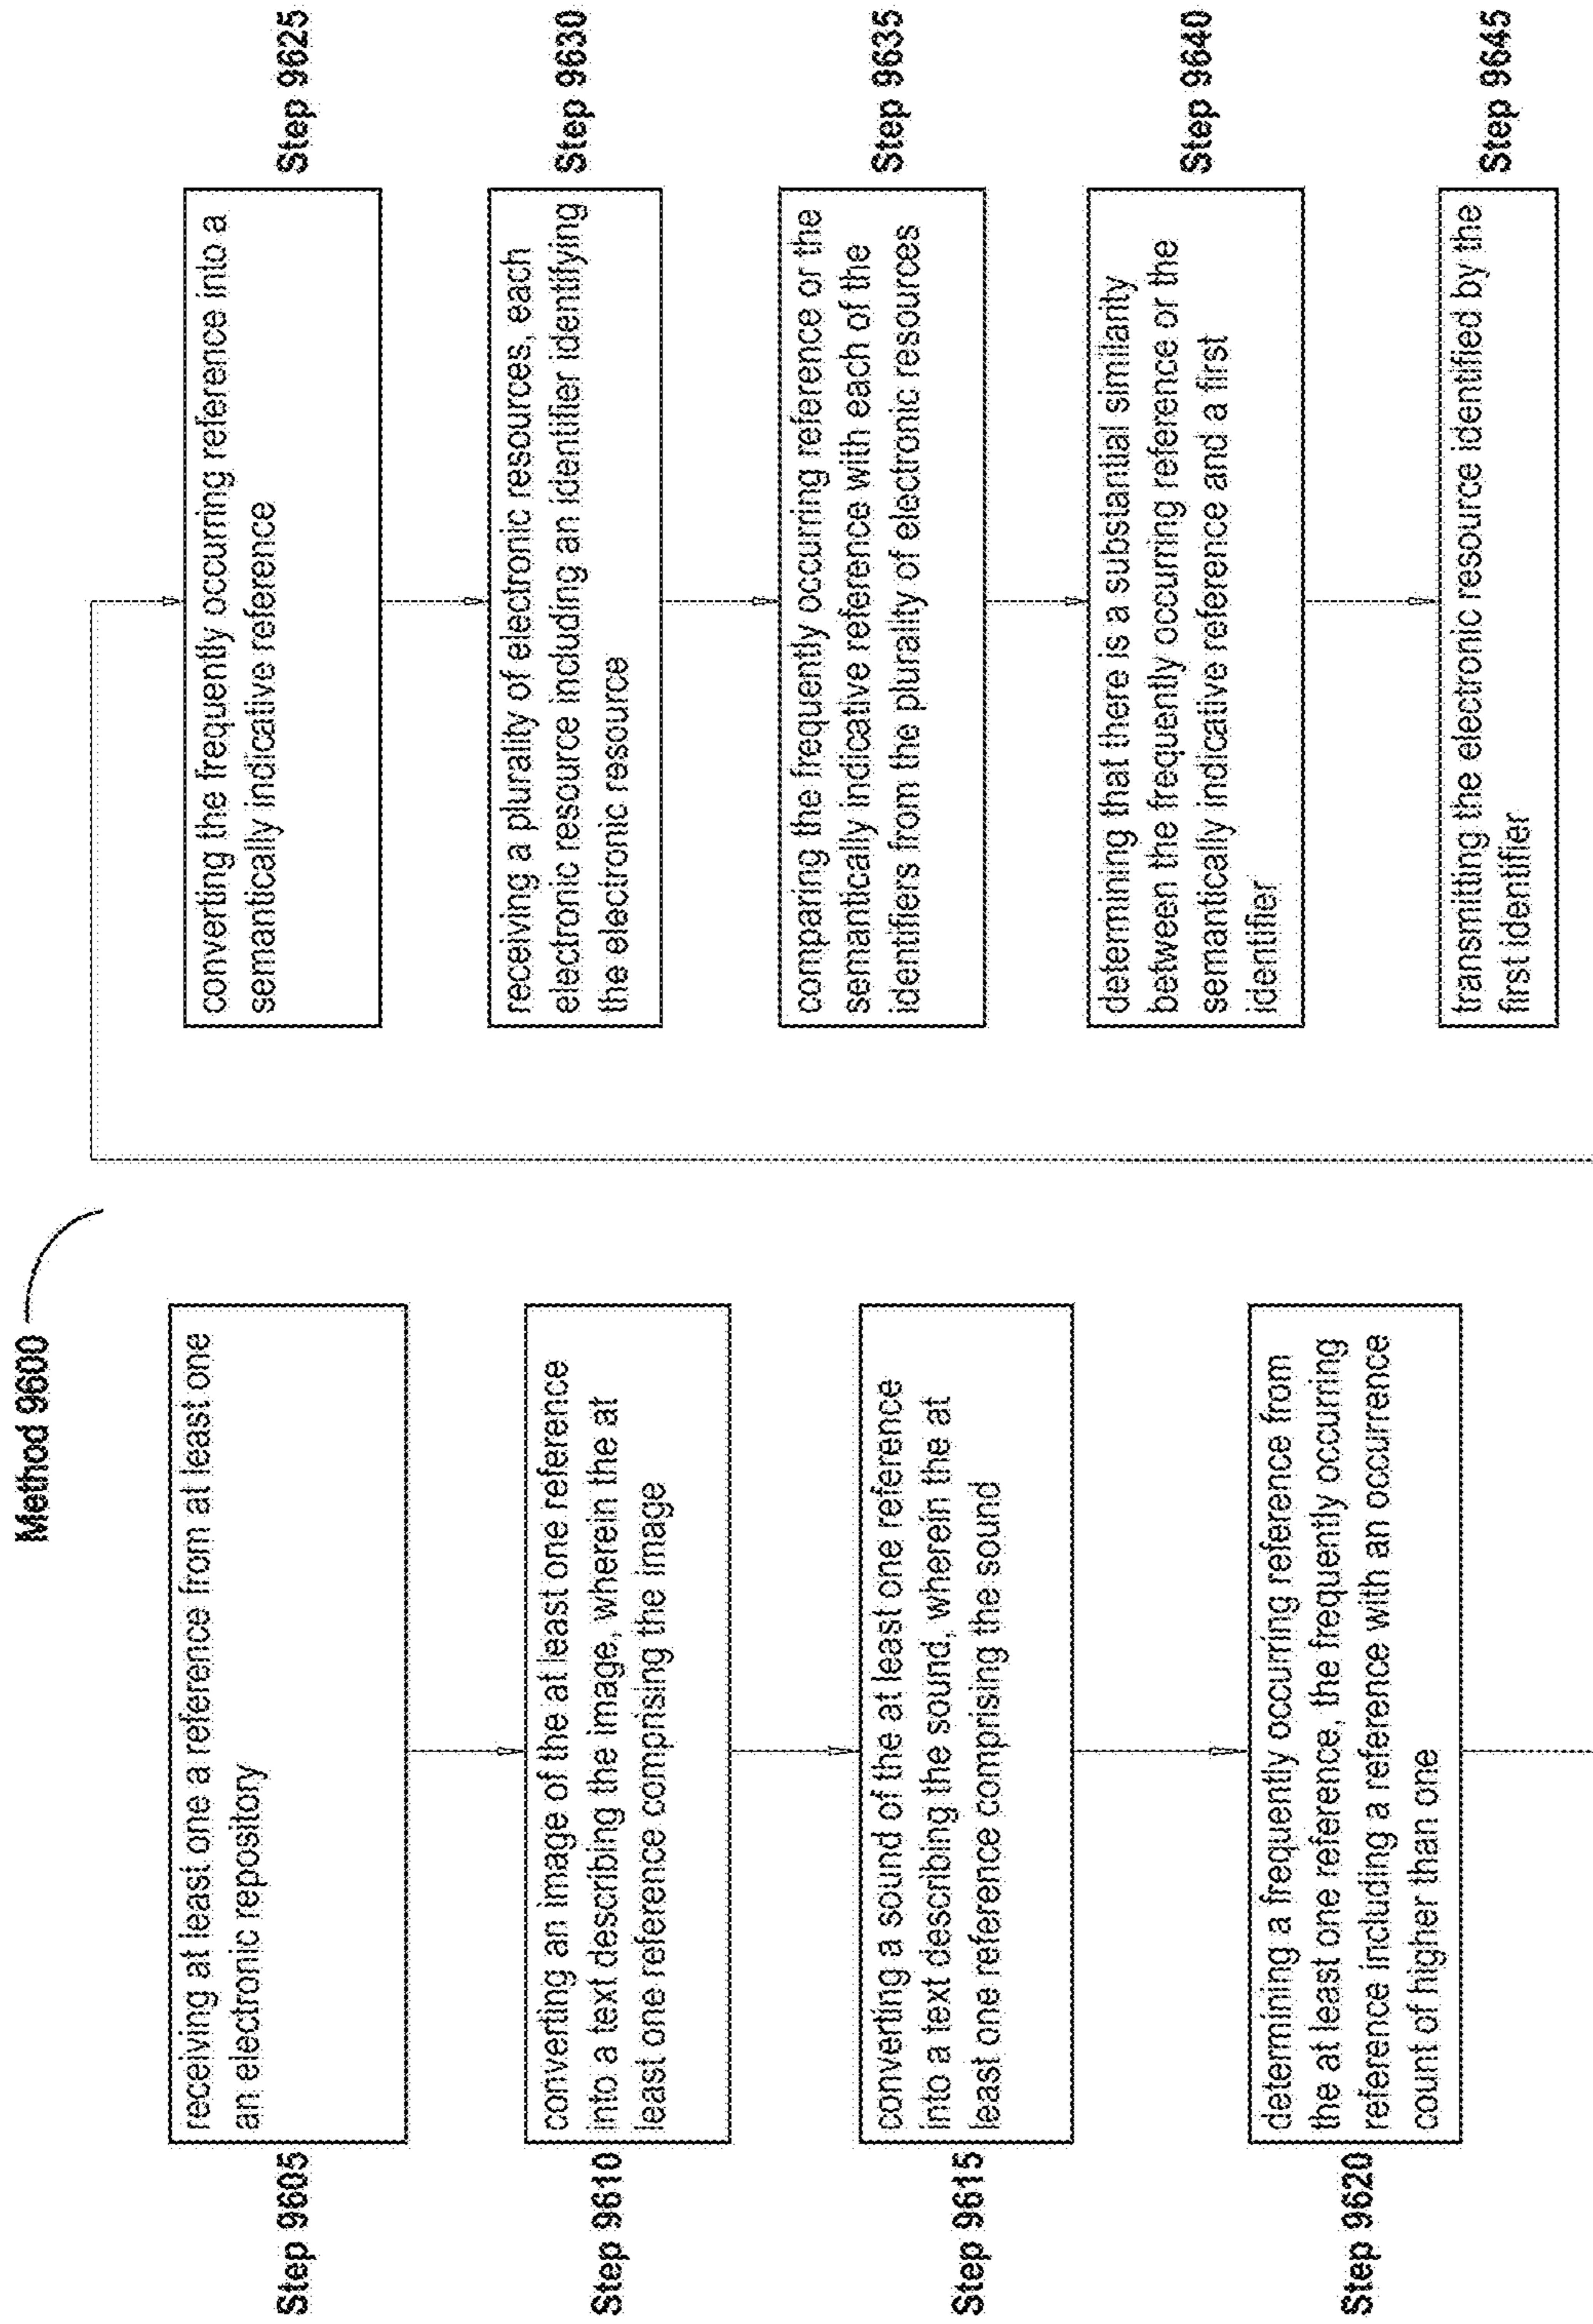 Method 9600
Step 9605
receiving at least one a reference from at least one
an electronic repository
Step 9610
converting an image of the at least one reference
into a text describing the image, wherein the at
least one reference comprising the image
Step 9615
converting a sound of the at least one reference
into a text describing the sound, wherein the at
least one reference comprising the sound
Step 9620
determining a frequently occurring reference from
the at least one reference, the frequently occurring
reference including a reference with an occurrence
count of higher than one
converting the frequently occurring reference into a
semantically indicative reference
Step 9625
receiving a plurality of electronic resources, each
electronic resource including an identifier identifying
the electronic resource
Step 9630
comparing the frequently occurring reference or the
semantically indicative reference with each of the
identifiers from the plurality of electronic resources
Step 9635
determining that there is a substantial similarity
between the frequently occurring reference or the
semantically indicative reference and a first
identifier
Step 9640
transmitting the electronic resource identified by the
first identifier
Step 9645